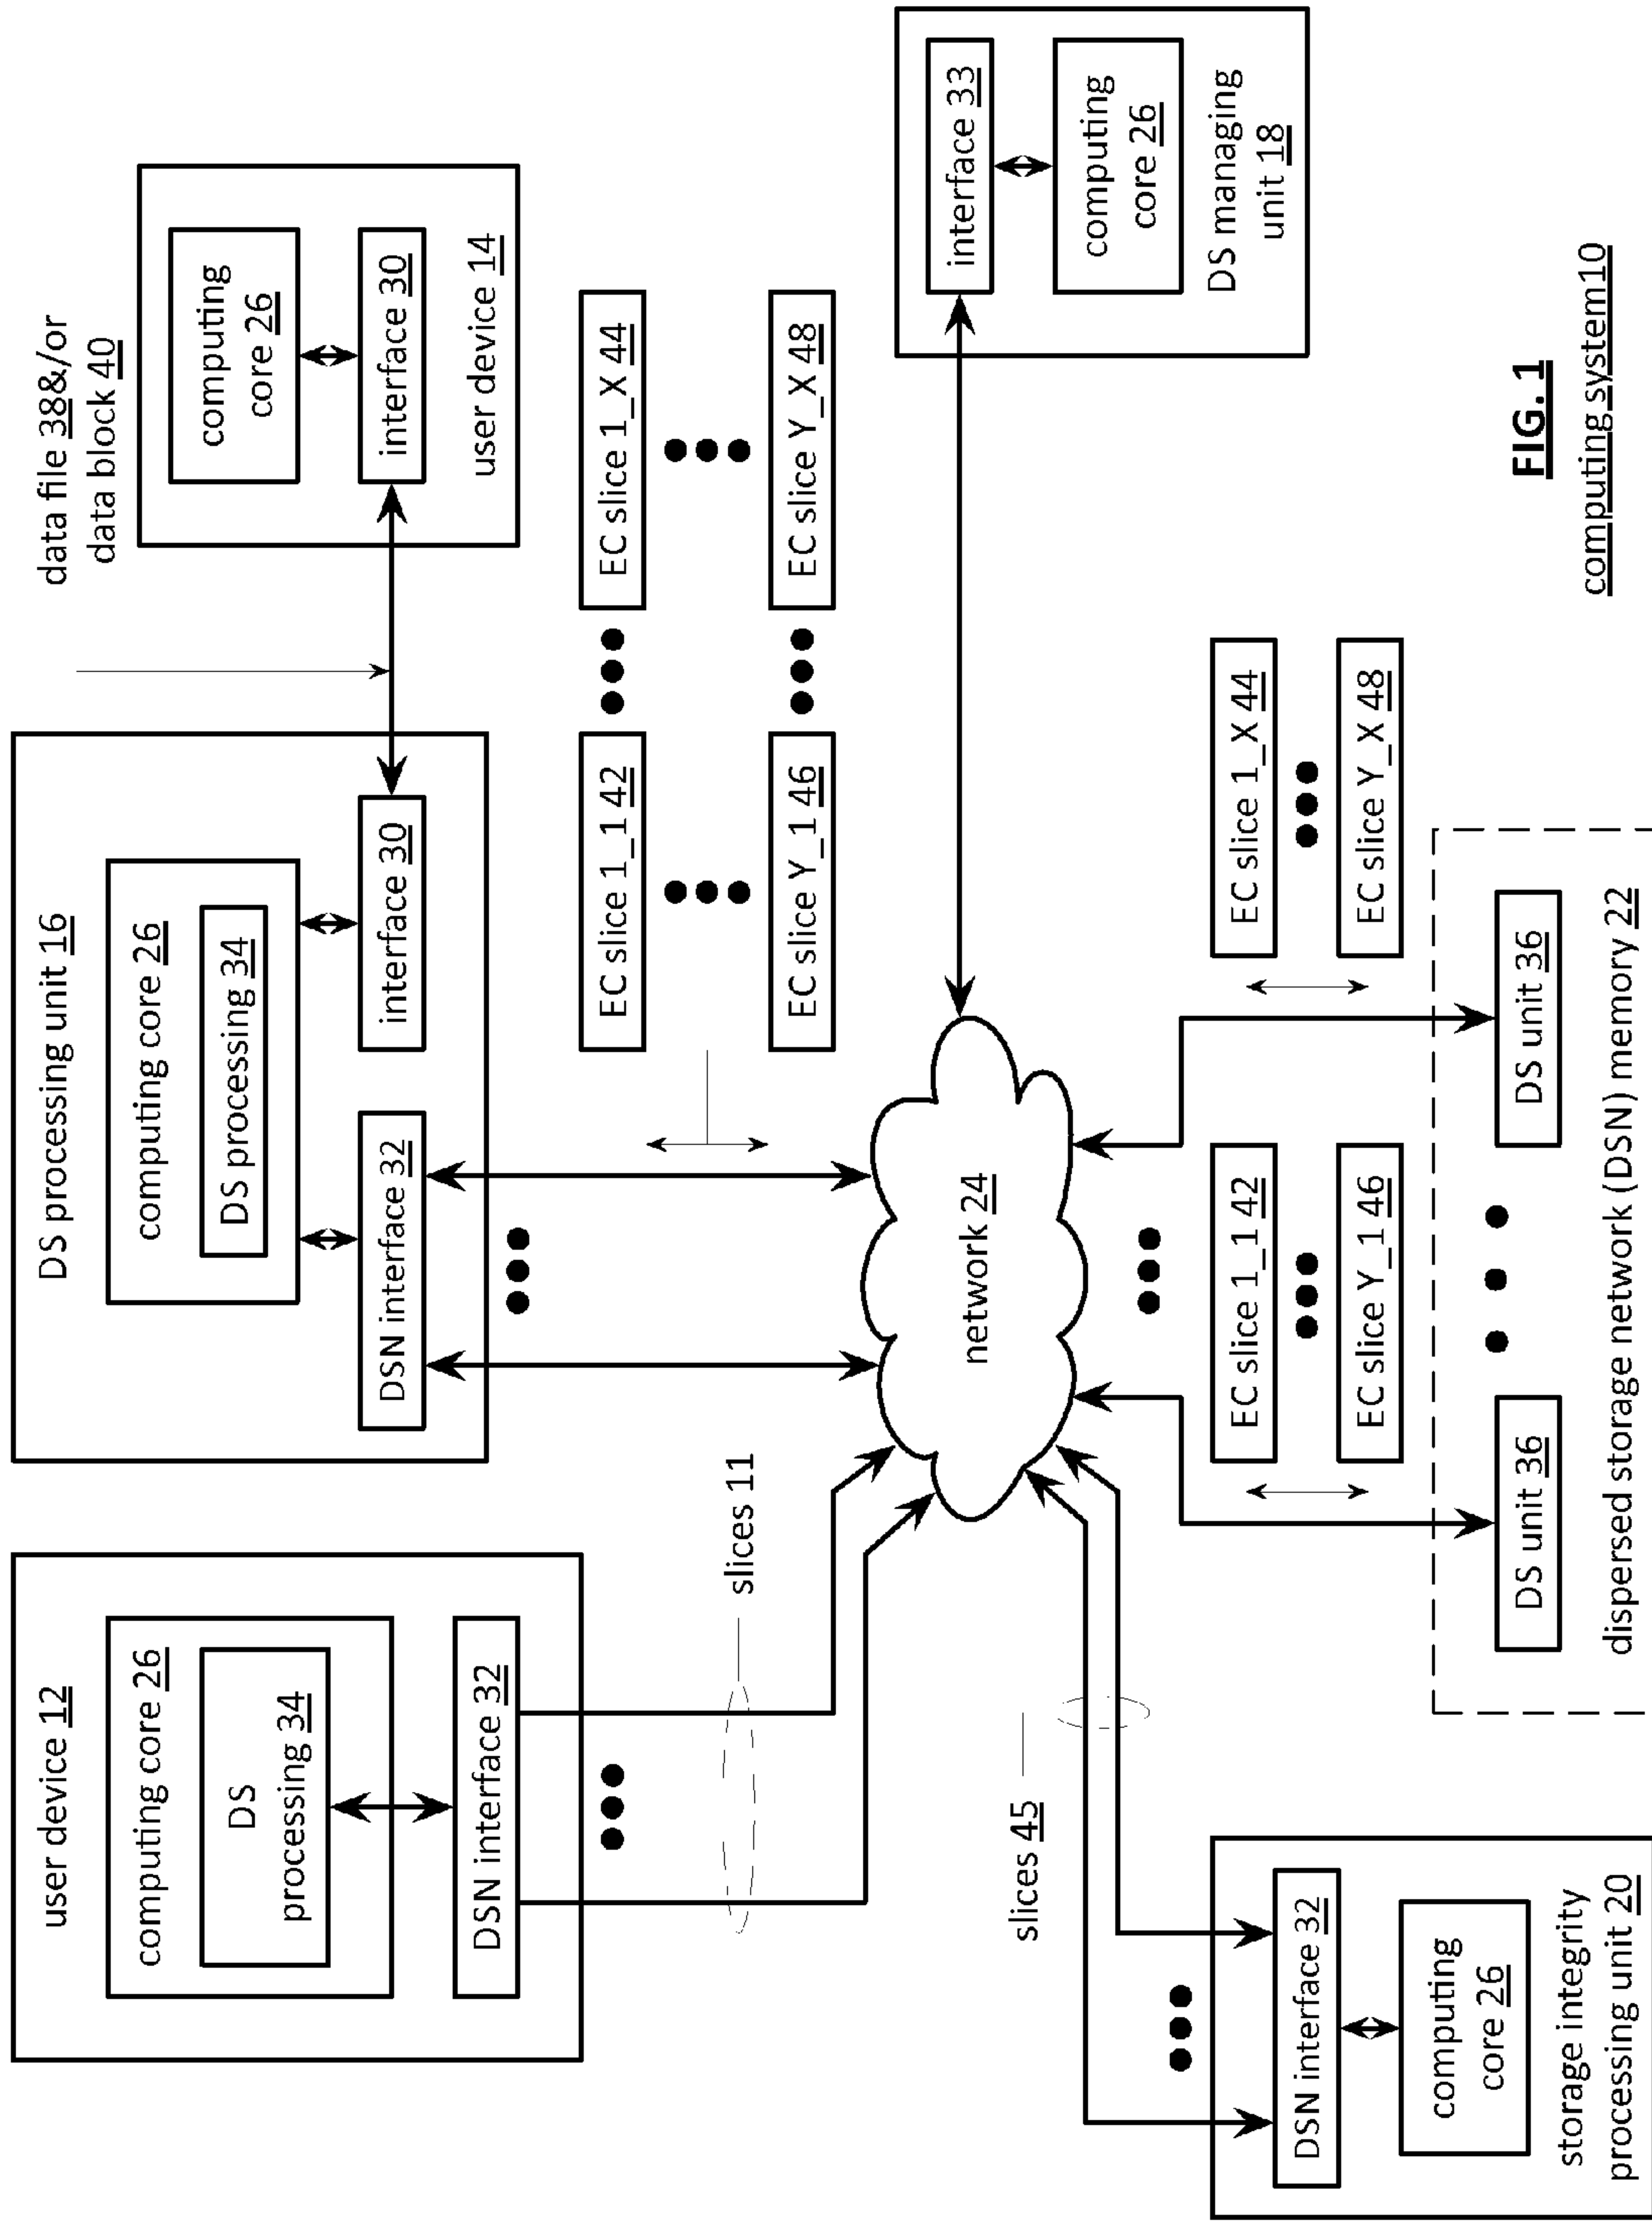 user device 12
computing core 26
DS
processing 34
DSN interface 32
slices 11
DS processing unit 16
computing core 26
DS processing 34
DSN interface 32
interface 30
data file 38&/or
data block 40
computing
core 26
interface 30
user device 14
EC slice 1_1 42
EC slice 1_X 44
EC slice Y_1 46
EC slice Y_X 48
network 24
interface 33
computing
core 26
DS managing
unit 18
slices 45
DSN interface 32
computing
core 26
storage integrity
processing unit 20
EC slice 1_1 42
EC slice Y_1 46
EC slice 1_X 44
EC slice Y_X 48
DS unit 36
DS unit 36
dispersed storage network (DSN) memory 22
FIG. 1
computing system10